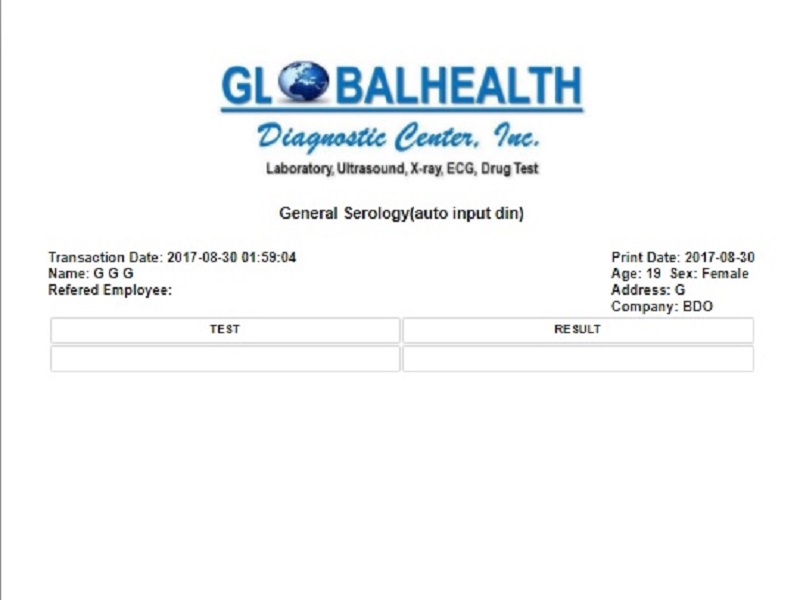 GLOBALHEALTH
Diagnostic Center, Inc.
Laboratory, Ultrasound, X-ray, ECG, Drug Test
General Serology(auto input din)
Transaction Date: 2017-08-30 01:59:04
Print Date: 2017-08-30
Name: G G G
Age: 19 Sex: Female
Refered Employee:
Address: G
Company: BDO
TEST
RESULT